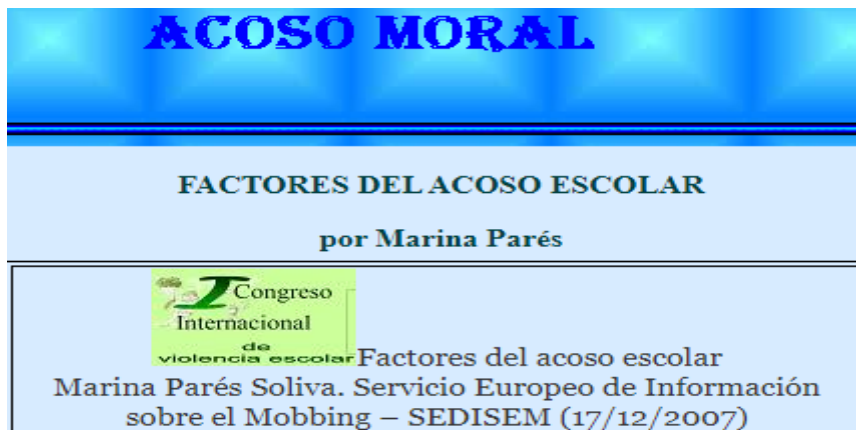 ACOSO MORAL
FACTORES DEL ACOSO ESCOLAR
por Marina Parés
I Congreso
Internacional
de
violencia escolar Factores del acoso escolar
Marina Parés Soliva. Servicio Europeo de Información
sobre el Mobbing – SEDISEM (17/12/2007)